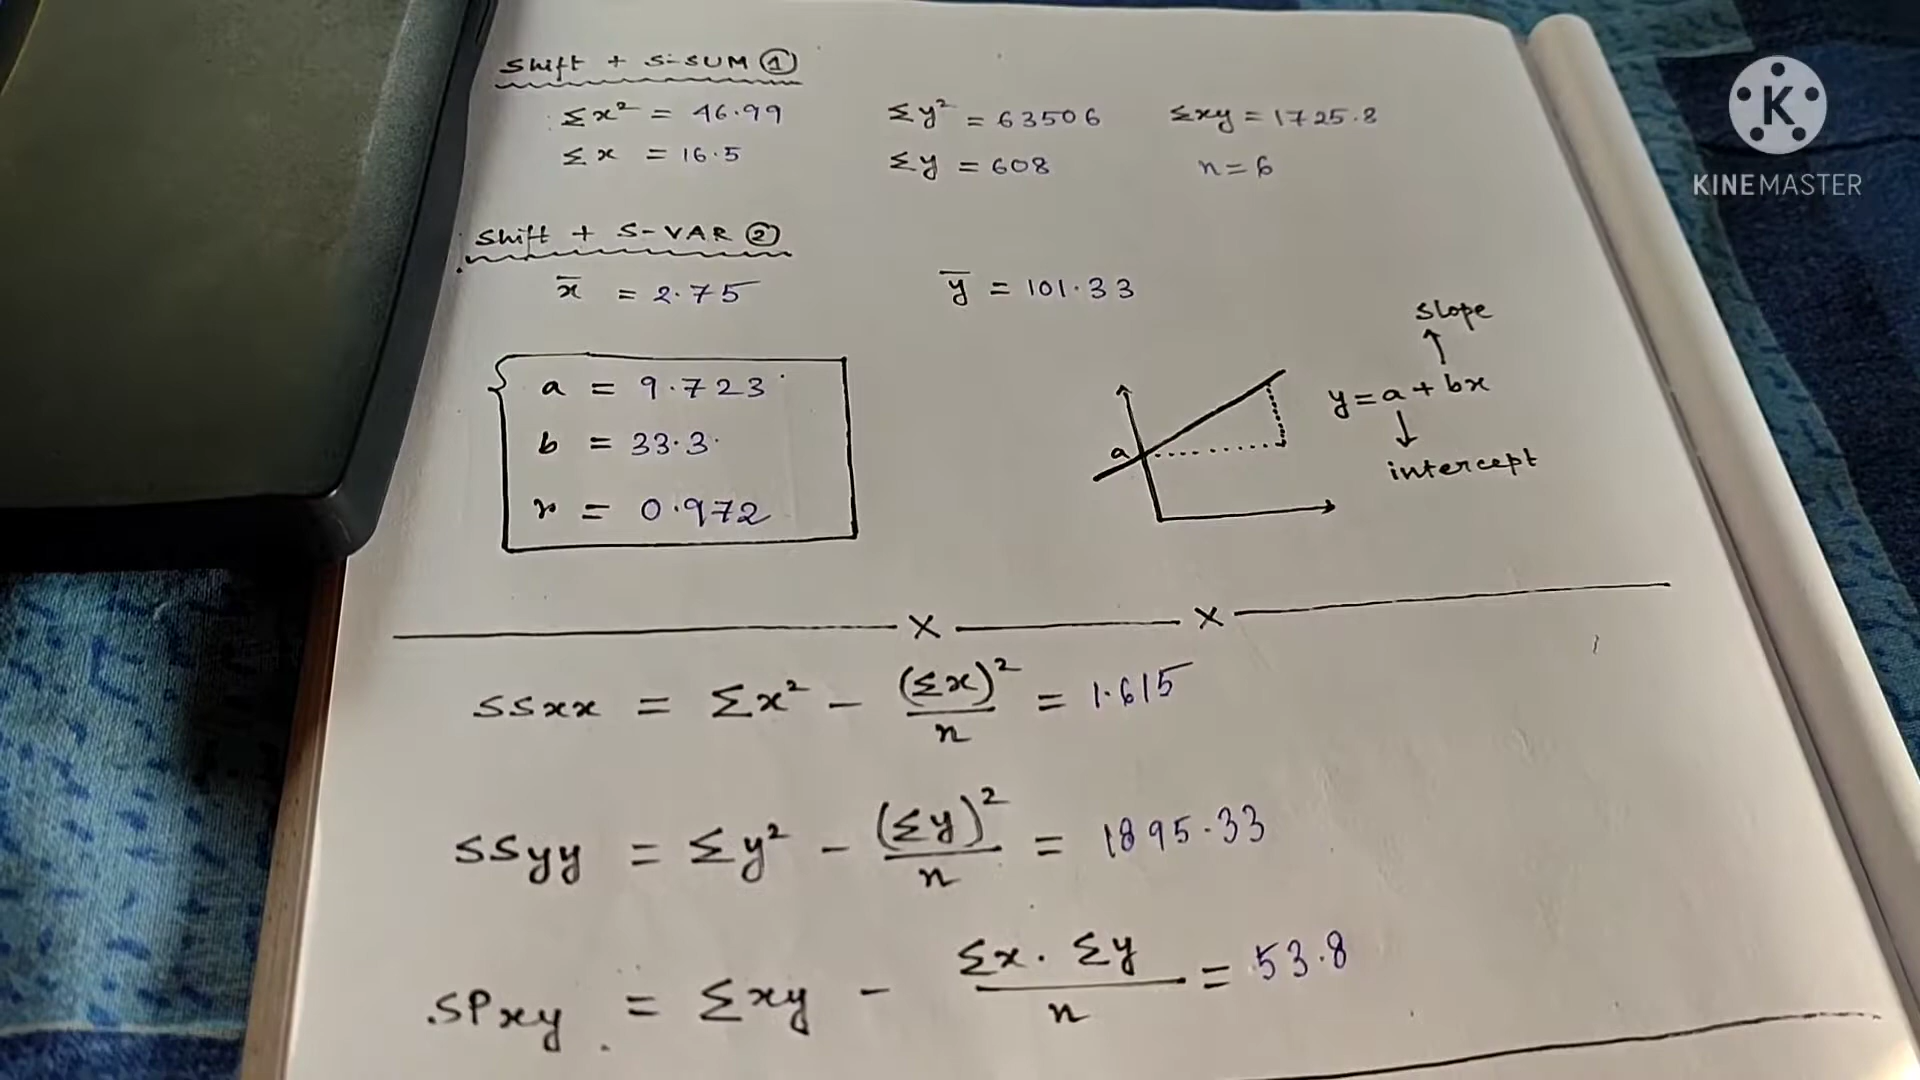 Shift + S-SUM ①
Σx² = 46.99 Σy² = 63506 Σxy = 1725.8
Σx = 16.5 Σy = 608 n = 6
K
KINEMASTER
Shift + S-VAR ②
x̄ = 2.75 ȳ = 101.33
a = 9.723
b = 33.3
r = 0.972
slope
y = a + bx
intercept
a
SSxx = Σx² - (Σx)²/n = 1.615
SSyy = Σy² - (Σy)²/n = 1895.33
SPxy = Σxy - Σx. Σy/n = 53.8